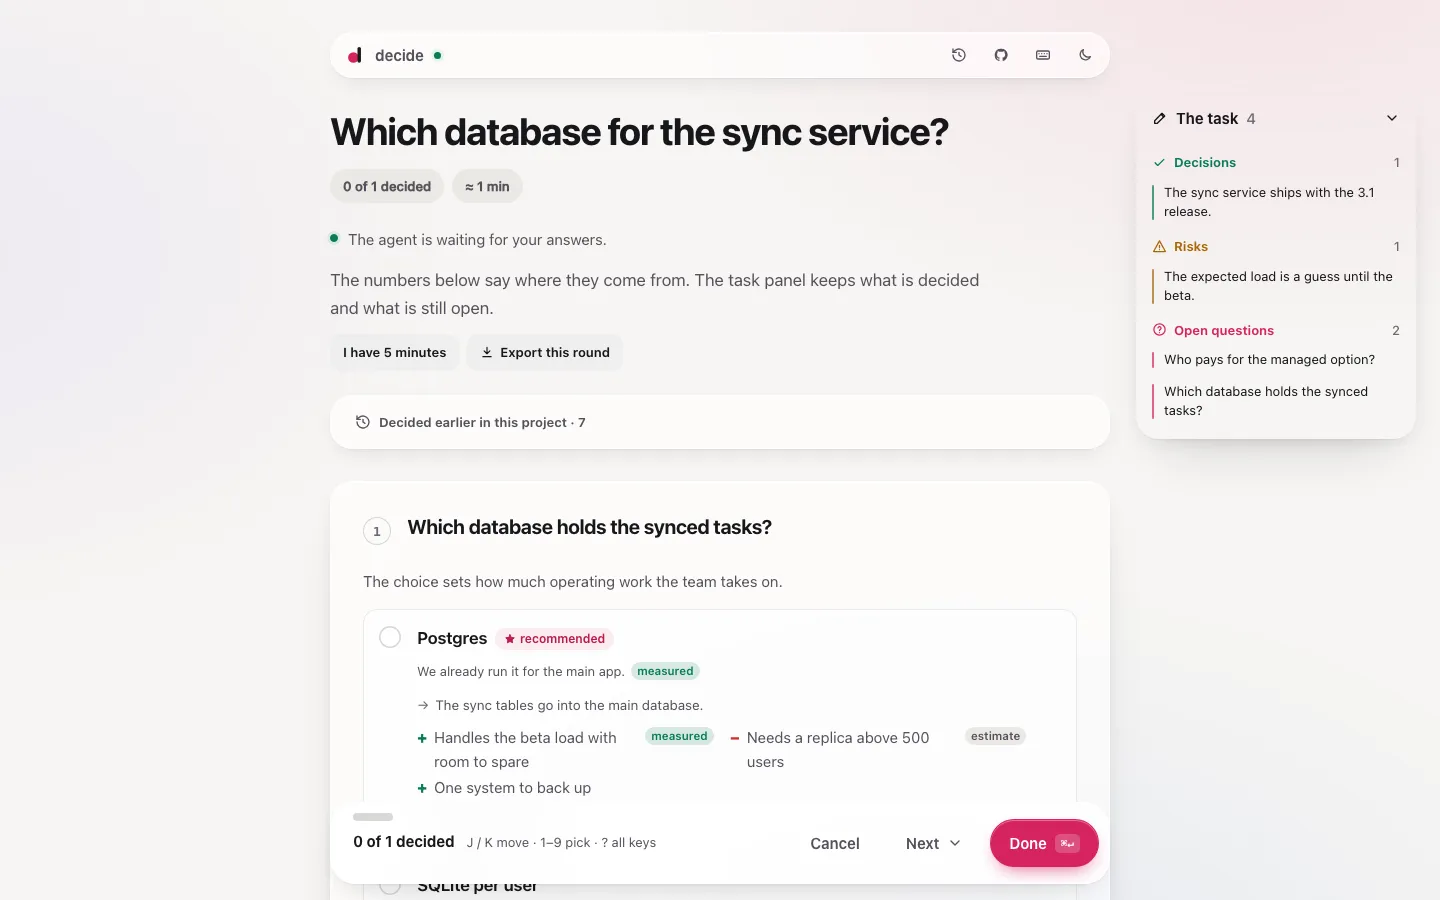 decide
Which database for the sync service?
0 of 1 decided
≈ 1 min
The agent is waiting for your answers.
The numbers below say where they come from. The task panel keeps what is decided
and what is still open.
I have 5 minutes
Export this round
Decided earlier in this project · 7
1
Which database holds the synced tasks?
The choice sets how much operating work the team takes on.
Postgres
recommended
We already run it for the main app.
measured
→ The sync tables go into the main database.
+ Handles the beta load with
room to spare
measured
− Needs a replica above 500
users
estimate
+ One system to back up
SQLite per user
0 of 1 decided
J / K move · 1–9 pick · ? all keys
Cancel
Next
Done ⌘↵
The task 4
Decisions 1
The sync service ships with the 3.1
release.
Risks 1
The expected load is a guess until the
beta.
Open questions 2
Who pays for the managed option?
Which database holds the synced
tasks?